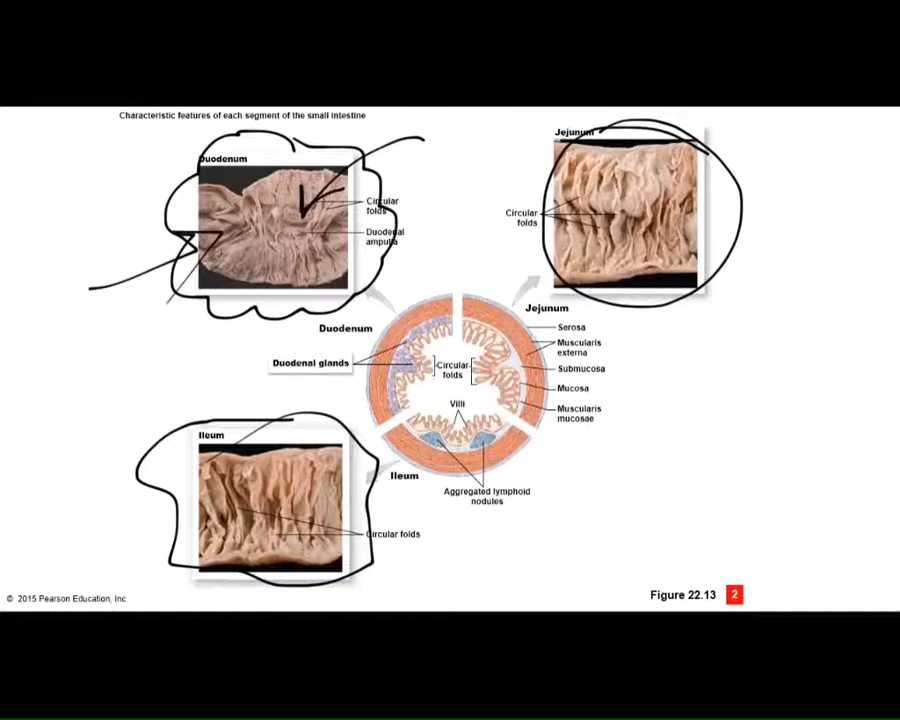 Characteristic features of each segment of the small intestine
Duodenum
Circular
folds
Duodenal
ampulla
Jejunum
Circular
folds
Duodenum
Duodenal glands
Circular
folds
Villi
Jejunum
Serosa
Muscularis
externa
Submucosa
Mucosa
Muscularis
mucosae
Ileum
Circular folds
Ileum
Aggregated lymphoid
nodules
© 2015 Pearson Education, Inc.
Figure 22.13 2